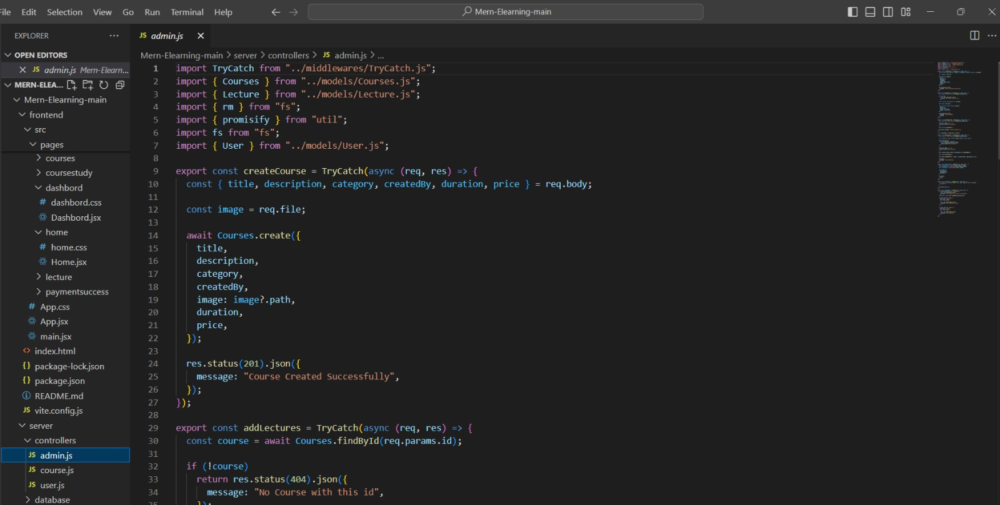 File Edit Selection View Go Run Terminal Help
Mern-Elearning-main
EXPLORER
OPEN EDITORS
JS admin.js Mern-Elearn...
MERN-ELEA...
Mern-Elearning-main
frontend
src
pages
courses
coursestudy
dashbord
# dashbord.css
Dashbord.jsx
home
# home.css
Home.jsx
lecture
paymentsuccess
# App.css
App.jsx
main.jsx
<> index.html
{} package-lock.json
{} package.json
README.md
JS vite.config.js
server
controllers
JS admin.js
JS course.js
JS user.js
database
JS admin.js
Mern-Elearning-main > server > controllers > JS admin.js > ...
1 import TryCatch from "../middlewares/TryCatch.js";
2 import { Courses } from "../models/Courses.js";
3 import { Lecture } from "../models/Lecture.js";
4 import { rm } from "fs";
5 import { promisify } from "util";
6 import fs from "fs";
7 import { User } from "../models/User.js";
8
9 export const createCourse = TryCatch(async (req, res) => {
10 const { title, description, category, createdBy, duration, price } = req.body;
11
12 const image = req.file;
13
14 await Courses.create({
15 title,
16 description,
17 category,
18 createdBy,
19 image: image?.path,
20 duration,
21 price,
22 });
23
24 res.status(201).json({
25 message: "Course Created Successfully",
26 });
27 });
28
29 export const addLectures = TryCatch(async (req, res) => {
30 const course = await Courses.findById(req.params.id);
31
32 if (!course)
33 return res.status(404).json({
34 message: "No Course with this id",
35 });